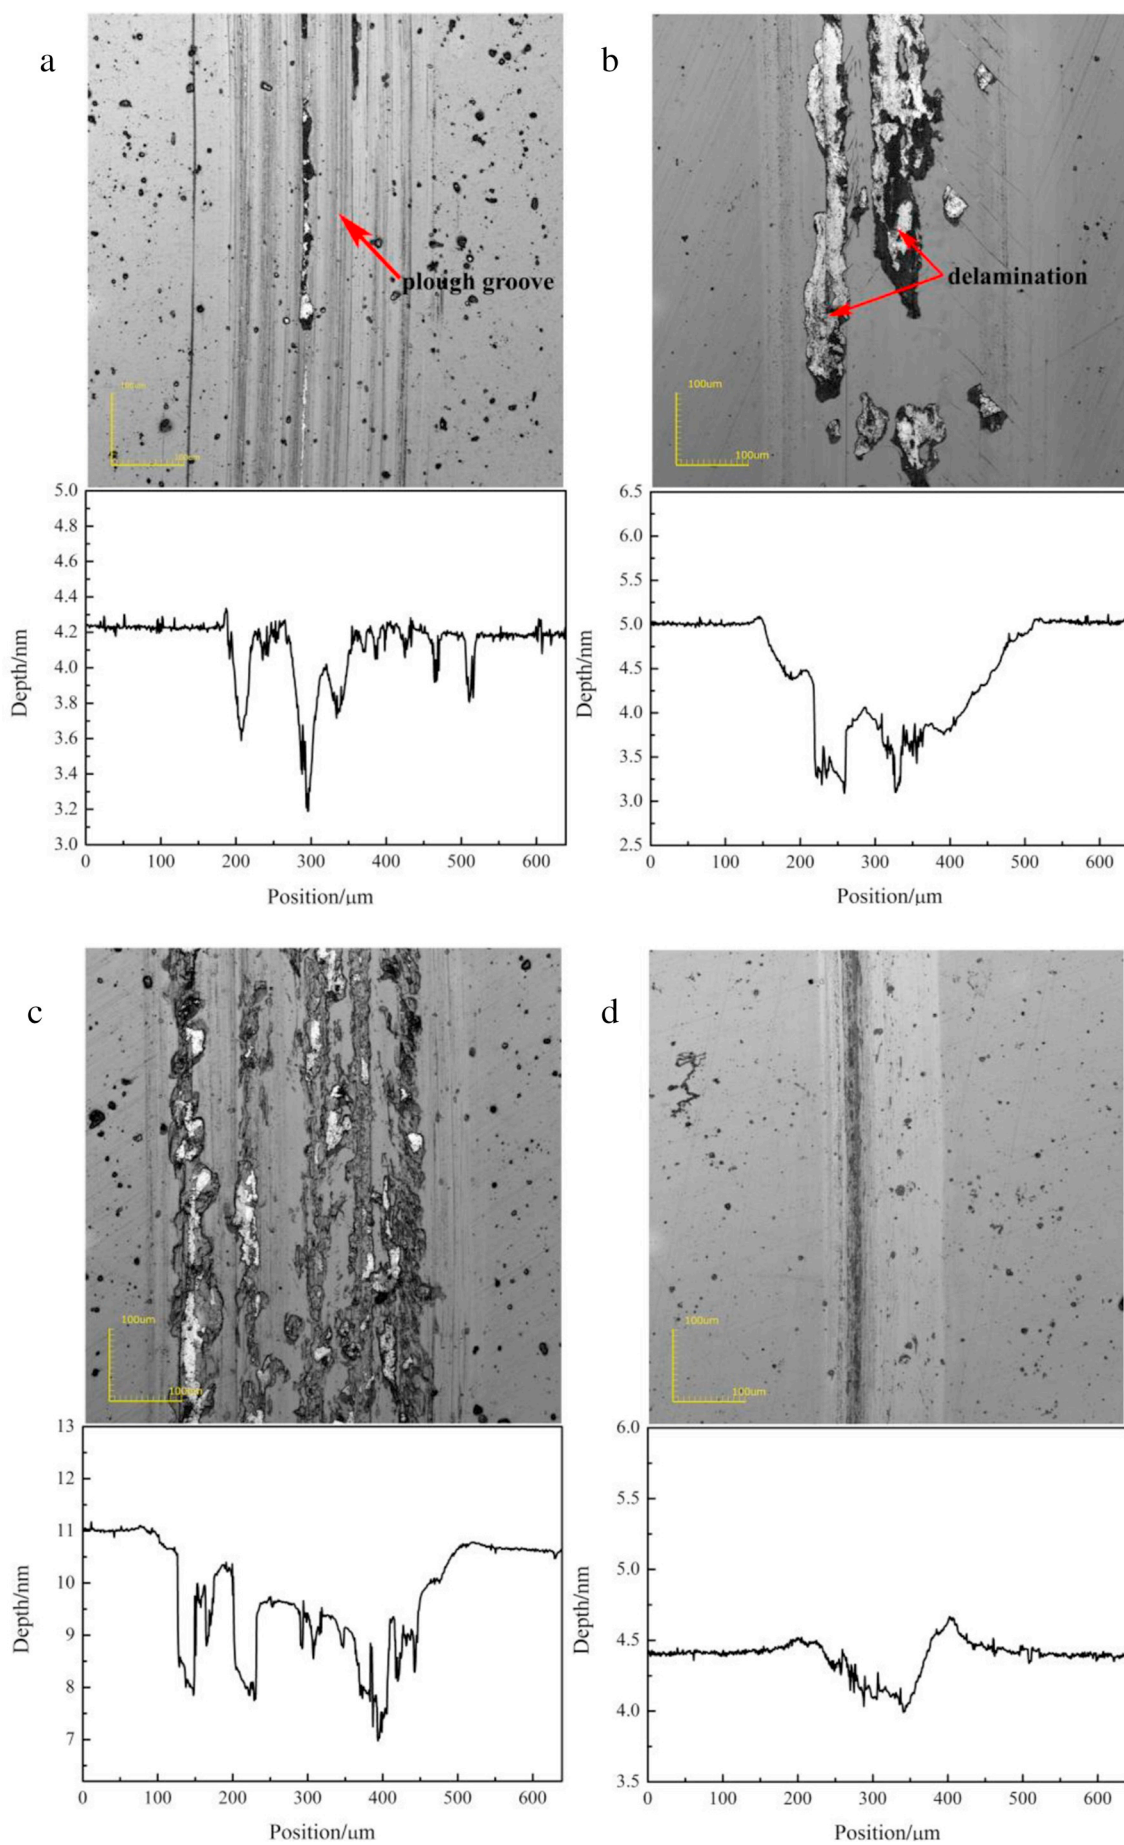 a
plough groove
100um
100um
5.0
4.8
4.6
4.4
4.2
4.0
3.8
3.6
3.4
3.2
3.0
Depth/nm
0 100 200 300 400 500 600
Position/μm
b
delamination
100um
100um
6.5
6.0
5.5
5.0
4.5
4.0
3.5
3.0
2.5
Depth/nm
0 100 200 300 400 500 600
Position/μm
c
100um
100um
13
12
11
10
9
8
7
Depth/nm
0 100 200 300 400 500 600
Position/μm
d
100um
100um
6.0
5.5
5.0
4.5
4.0
3.5
Depth/nm
0 100 200 300 400 500 600
Position/μm